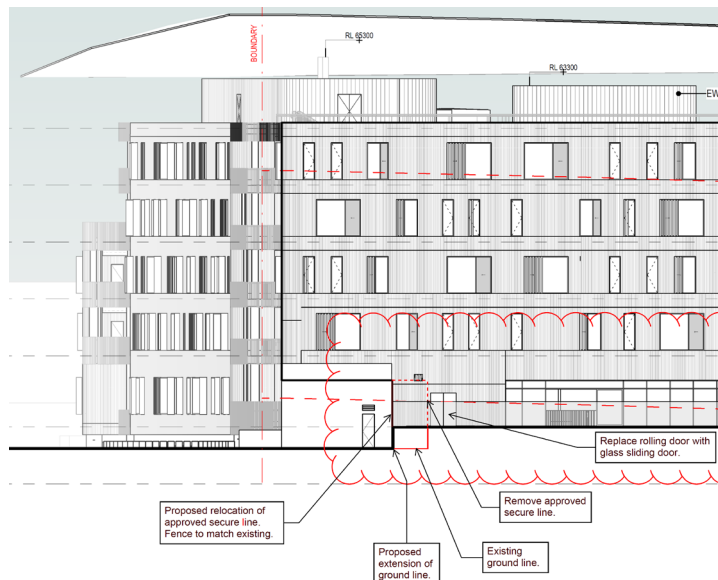 RL 65300
BOUNDARY
RL 63300
EW
Replace rolling door with
glass sliding door.
Remove approved
secure line.
Proposed relocation of
approved secure line.
Fence to match existing.
Proposed
extension of
ground line.
Existing
ground line.